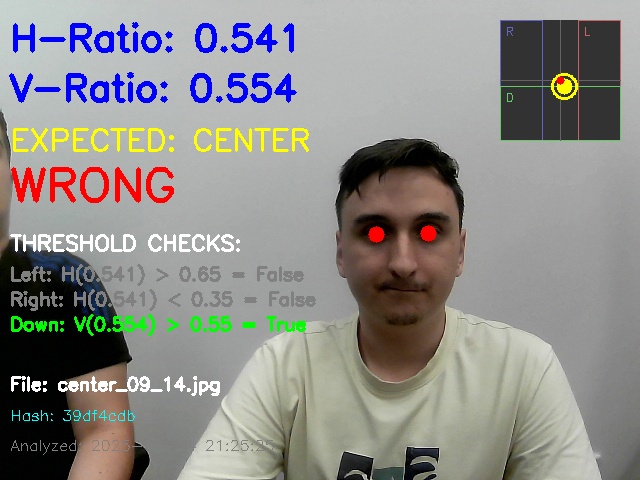 H-Ratio: 0.541
V-Ratio: 0.554
EXPECTED: CENTER
WRONG
THRESHOLD CHECKS:
Left: H(0.541) > 0.65 = False
Right: H(0.541) < 0.35 = False
Down: V(0.554) > 0.55 = True
File: center_09_14.jpg
Hash: 39df4cdb
Analyzed: 21:25:25
R
L
D